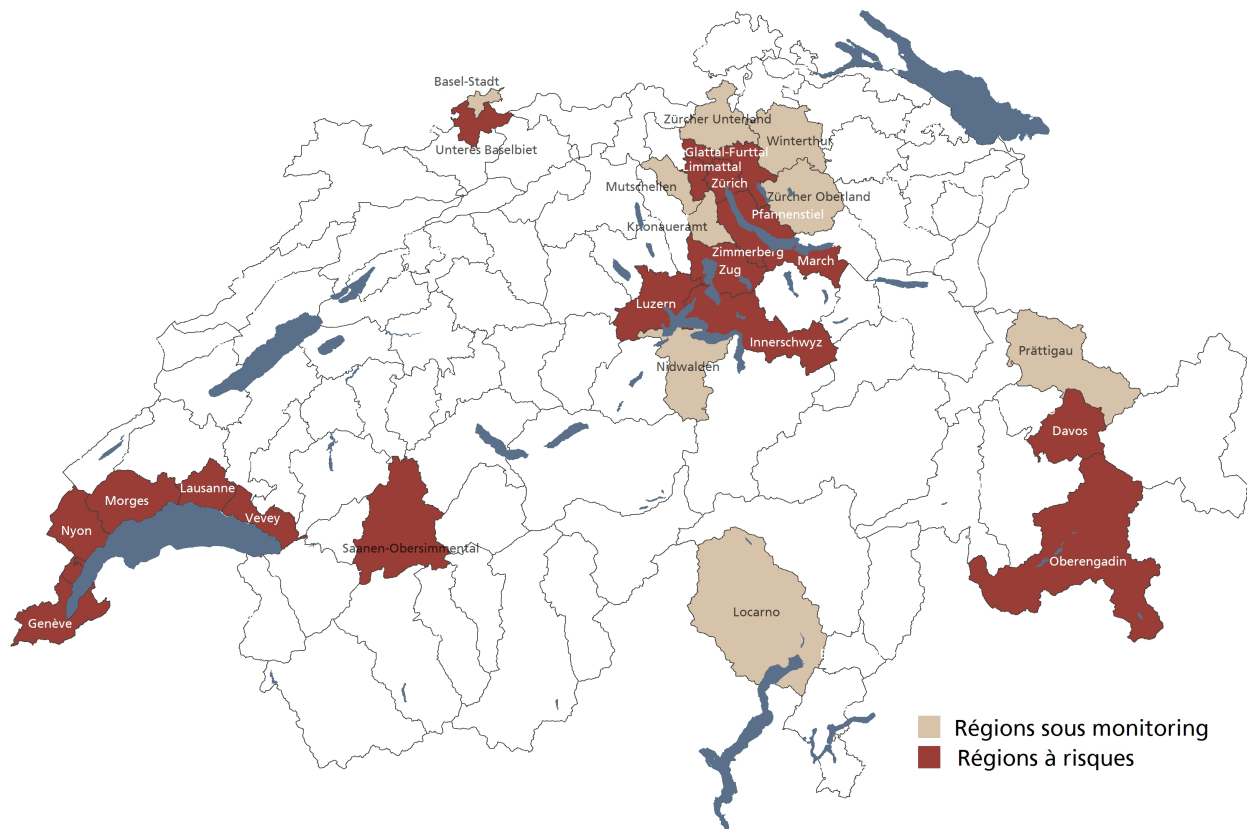 Basel-Stadt
Unteres Baselbiet
Zürcher Unterland
Winterthur
Glattal-Furttal
Limmattal
Zürich
Mutschellen
Zürcher Oberland
Pfannenstiel
Knonaueramt
Zimmerberg
March
Zug
Luzern
Innerschwyz
Nidwalden
Prättigau
Davos
Lausanne
Morges
Vevey
Nyon
Saanen-Obersimmental
Oberengadin
Genève
Locarno
Régions sous monitoring
Régions à risques